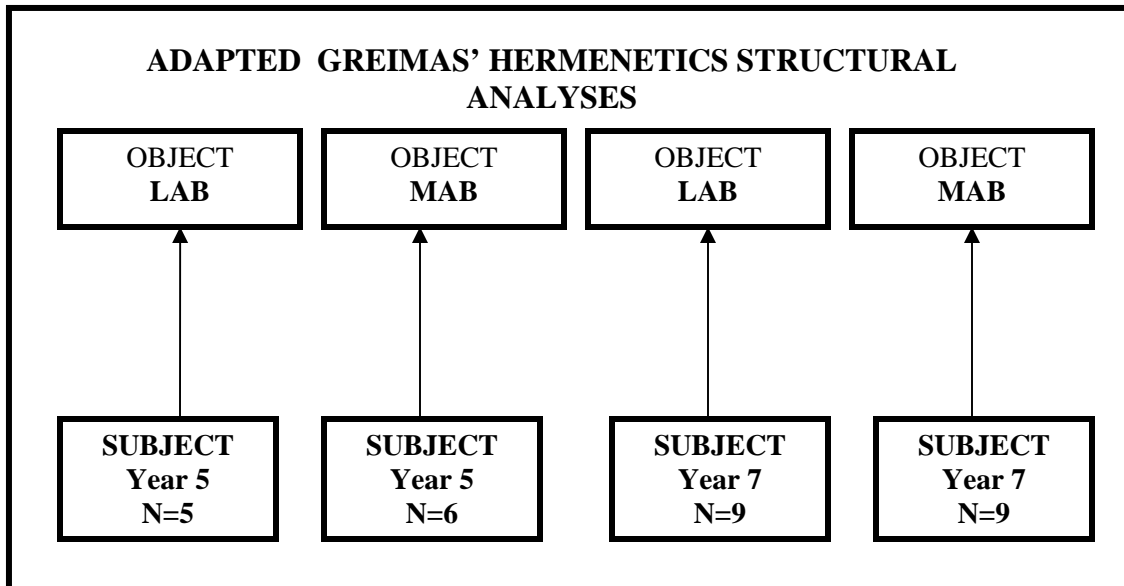 ADAPTED GREIMAS' HERMENETICS STRUCTURAL
ANALYSES
OBJECT
LAB
OBJECT
MAB
OBJECT
LAB
OBJECT
MAB
SUBJECT
Year 5
N=5
SUBJECT
Year 5
N=6
SUBJECT
Year 7
N=9
SUBJECT
Year 7
N=9